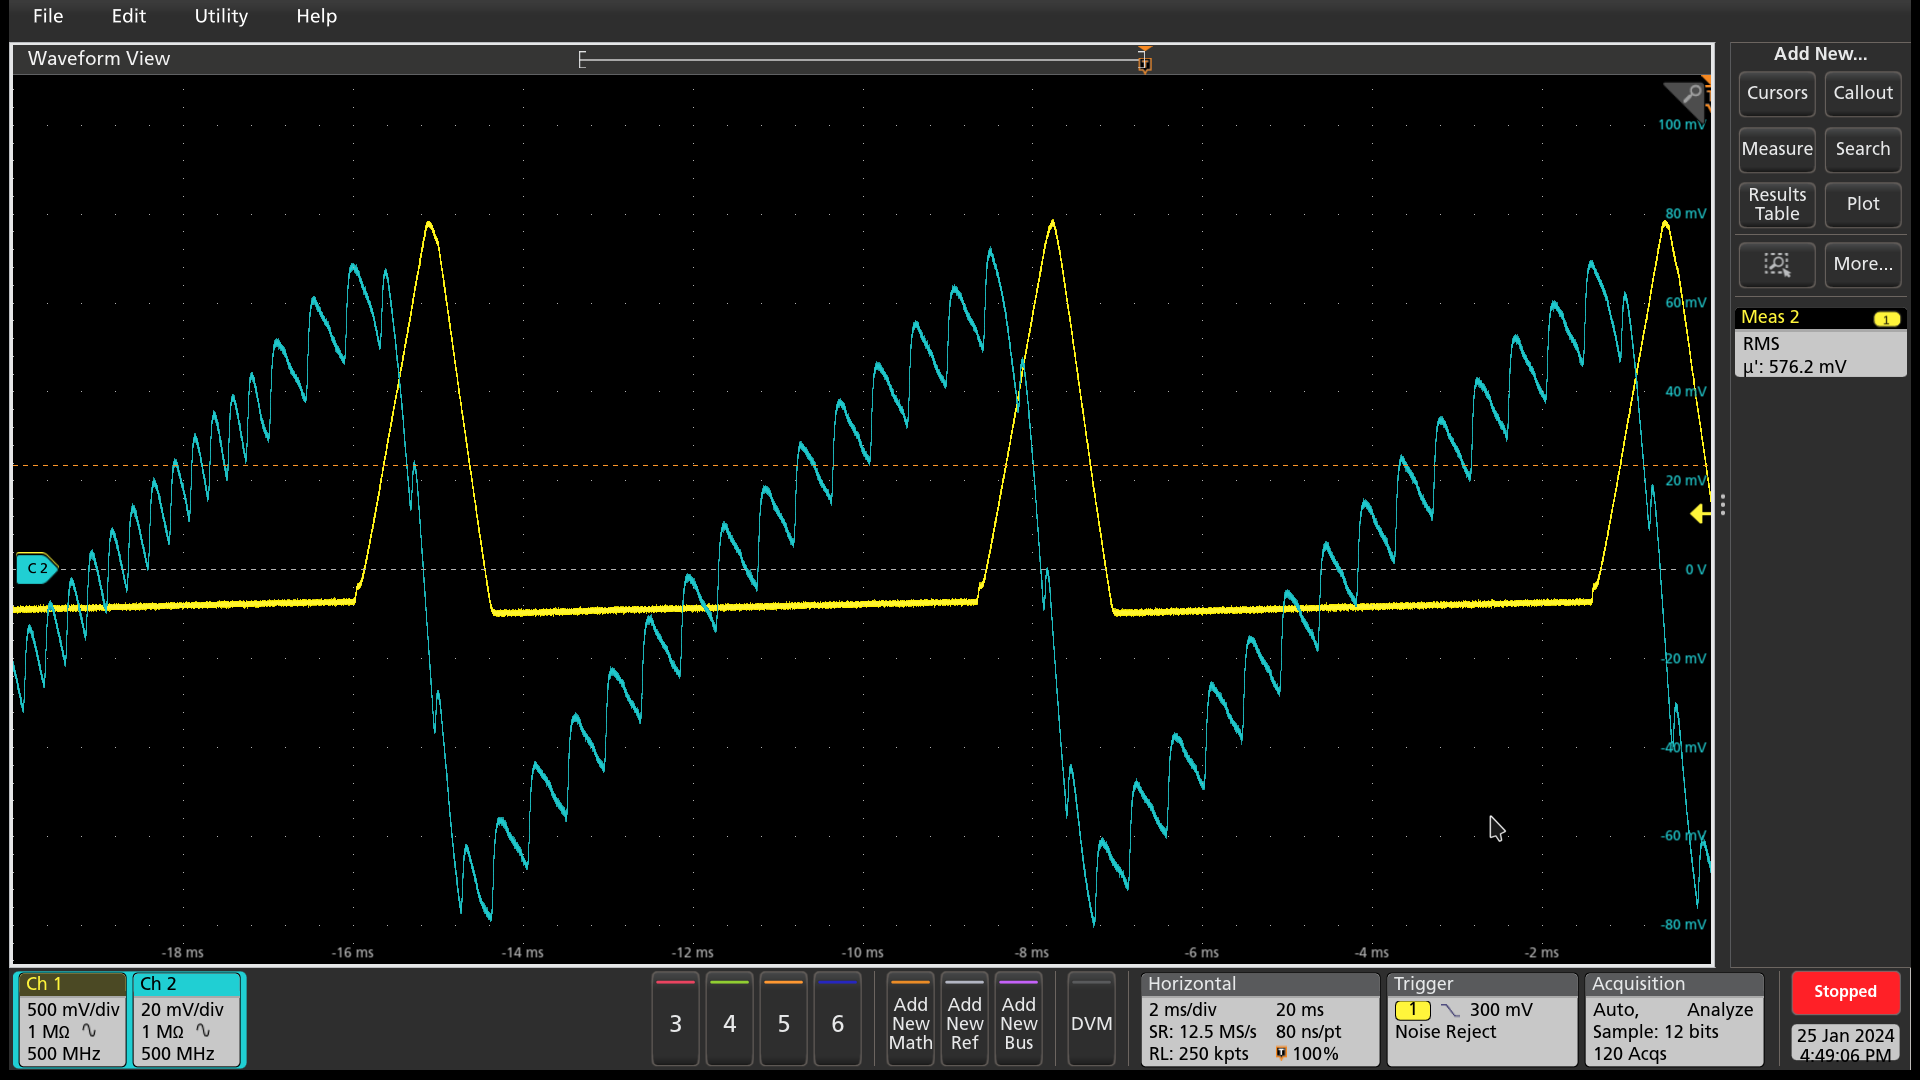 File Edit Utility Help
Waveform View
Add New...
Cursors Callout
Measure Search
Results Table Plot
More...
Meas 2 1
RMS
µ': 576.2 mV
100 mV
80 mV
60 mV
40 mV
20 mV
0 V
-20 mV
-40 mV
-60 mV
-80 mV
C 2
T
-18 ms -16 ms -14 ms -12 ms -10 ms -8 ms -6 ms -4 ms -2 ms
Ch 1
500 mV/div
1 MΩ
500 MHz
Ch 2
20 mV/div
1 MΩ
500 MHz
3 4 5 6
Add New Math
Add New Ref
Add New Bus
DVM
Horizontal
2 ms/div 20 ms
SR: 12.5 MS/s 80 ns/pt
RL: 250 kpts T 100%
Trigger
1 300 mV
Noise Reject
Acquisition
Auto, Analyze
Sample: 12 bits
120 Acqs
Stopped
25 Jan 2024
4:49:06 PM